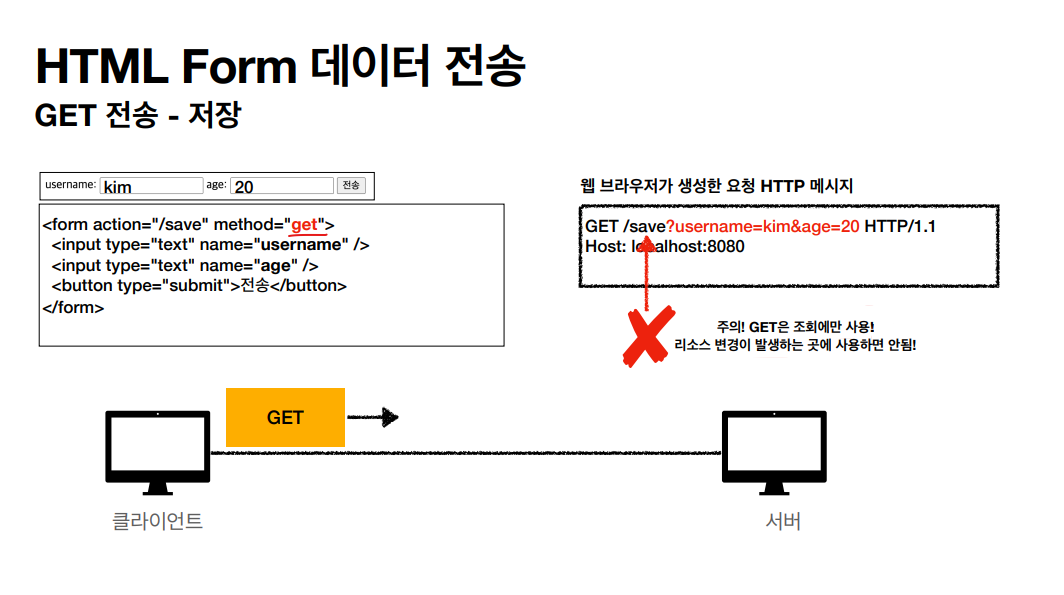 HTML Form 데이터 전송
GET 전송 - 저장
username: kim age: 20 전송
<form action="/save" method="get">
<input type="text" name="username" />
<input type="text" name="age" />
<button type="submit">전송</button>
</form>
웹 브라우저가 생성한 요청 HTTP 메시지
GET /save?username=kim&age=20 HTTP/1.1
Host: localhost:8080
주의! GET은 조회에만 사용!
리소스 변경이 발생하는 곳에 사용하면 안됨!
GET
클라이언트
서버